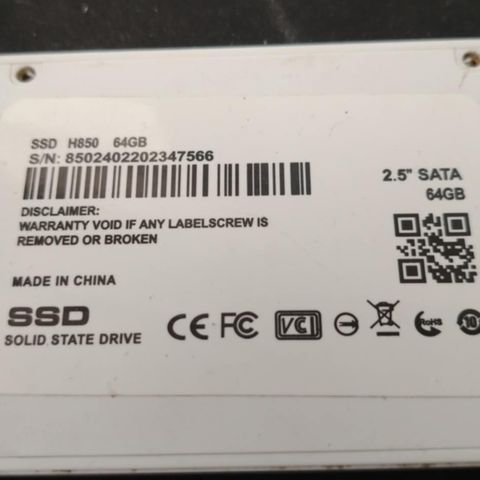 SSD H850 64GB
S/N: 8502402202347566
2.5" SATA
64GB
DISCLAIMER:
WARRANTY VOID IF ANY LABELSCREW IS
REMOVED OR BROKEN
MADE IN CHINA
SSD
SOLID STATE DRIVE
CE FC VCI RoHS 10